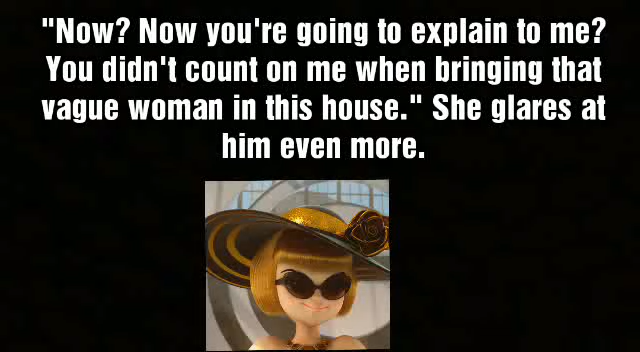 "Now? Now you're going to explain to me?
You didn't count on me when bringing that
vague woman in this house." She glares at
him even more.